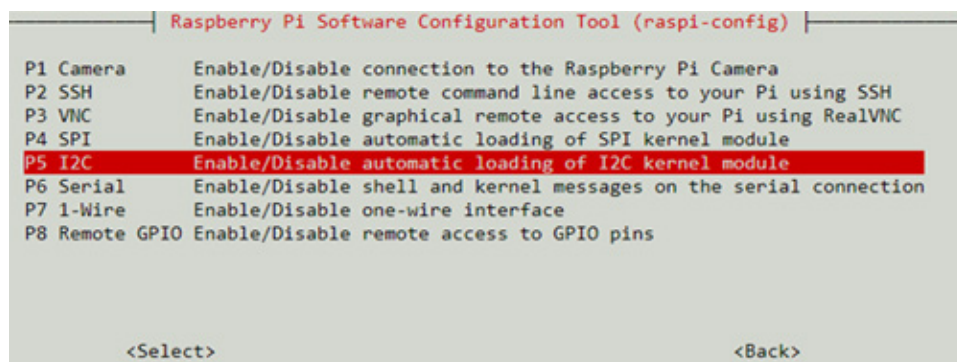 Raspberry Pi Software Configuration Tool (raspi-config)
P1 Camera Enable/Disable connection to the Raspberry Pi Camera
P2 SSH Enable/Disable remote command line access to your Pi using SSH
P3 VNC Enable/Disable graphical remote access to your Pi using RealVNC
P4 SPI Enable/Disable automatic loading of SPI kernel module
P5 I2C Enable/Disable automatic loading of I2C kernel module
P6 Serial Enable/Disable shell and kernel messages on the serial connection
P7 1-Wire Enable/Disable one-wire interface
P8 Remote GPIO Enable/Disable remote access to GPIO pins
<Select> <Back>